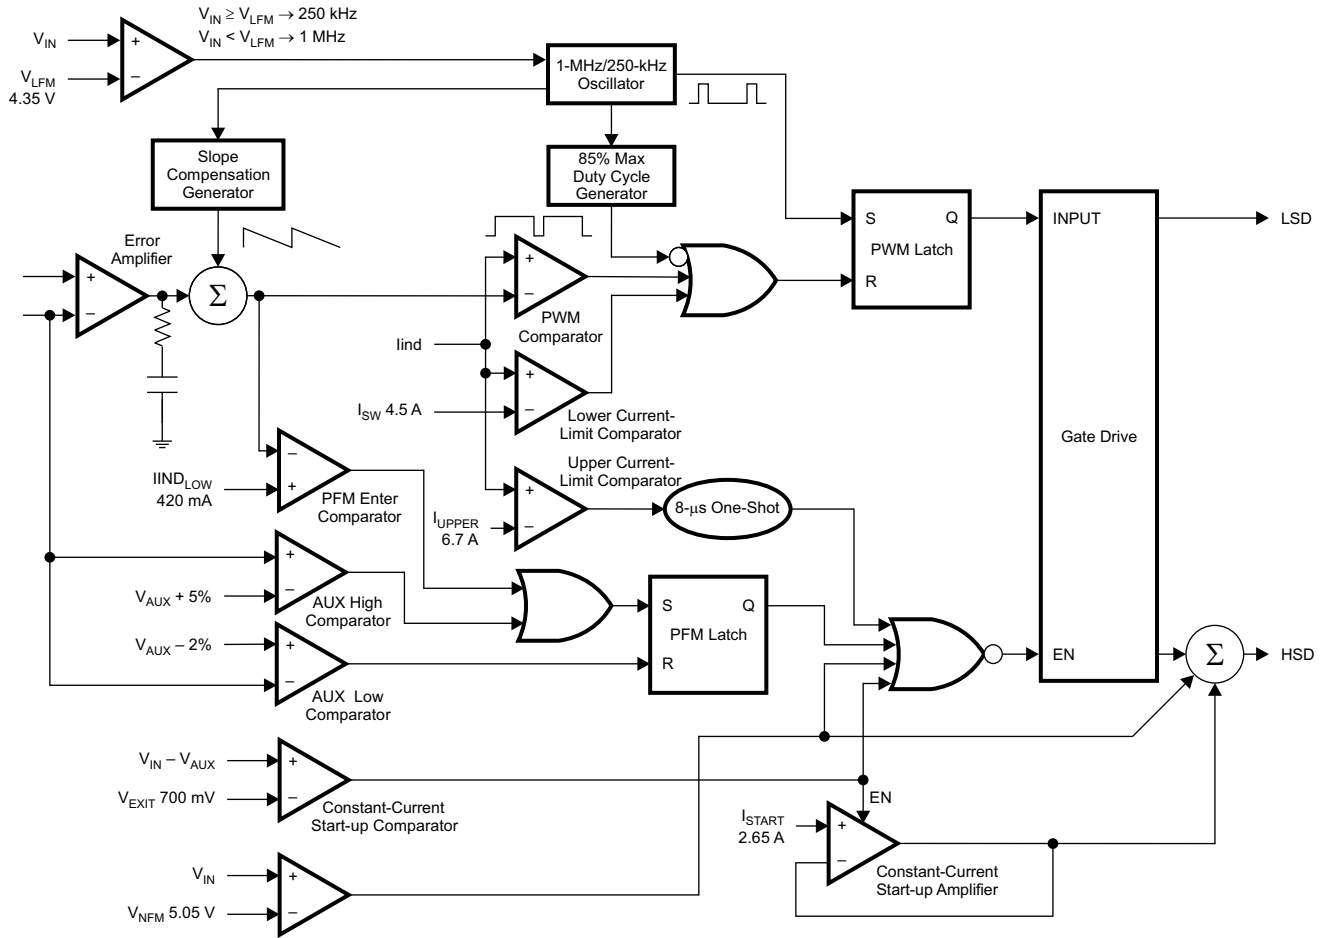 V_IN ≥ V_LFM → 250 kHz
V_IN < V_LFM → 1 MHz
V_IN
+
V_LFM
4.35 V
–
1-MHz/250-kHz
Oscillator
Slope
Compensation
Generator
85% Max
Duty Cycle
Generator
Error
Amplifier
+
–
Σ
+
–
PWM
Comparator
S
Q
PWM Latch
R
INPUT
LSD
Iind
+
–
I_SW 4.5 A
Lower Current-
Limit Comparator
Gate Drive
–
+
IIND_LOW
420 mA
PFM Enter
Comparator
Upper Current-
Limit Comparator
+
–
I_UPPER
6.7 A
8-μs One-Shot
+
–
V_AUX + 5%
AUX High
Comparator
V_AUX – 2%
+
–
AUX Low
Comparator
S
Q
PFM Latch
R
EN
Σ
HSD
V_IN – V_AUX
+
V_EXIT 700 mV
–
Constant-Current
Start-up Comparator
EN
I_START
2.65 A
+
–
Constant-Current
Start-up Amplifier
V_IN
+
V_NFM 5.05 V
–